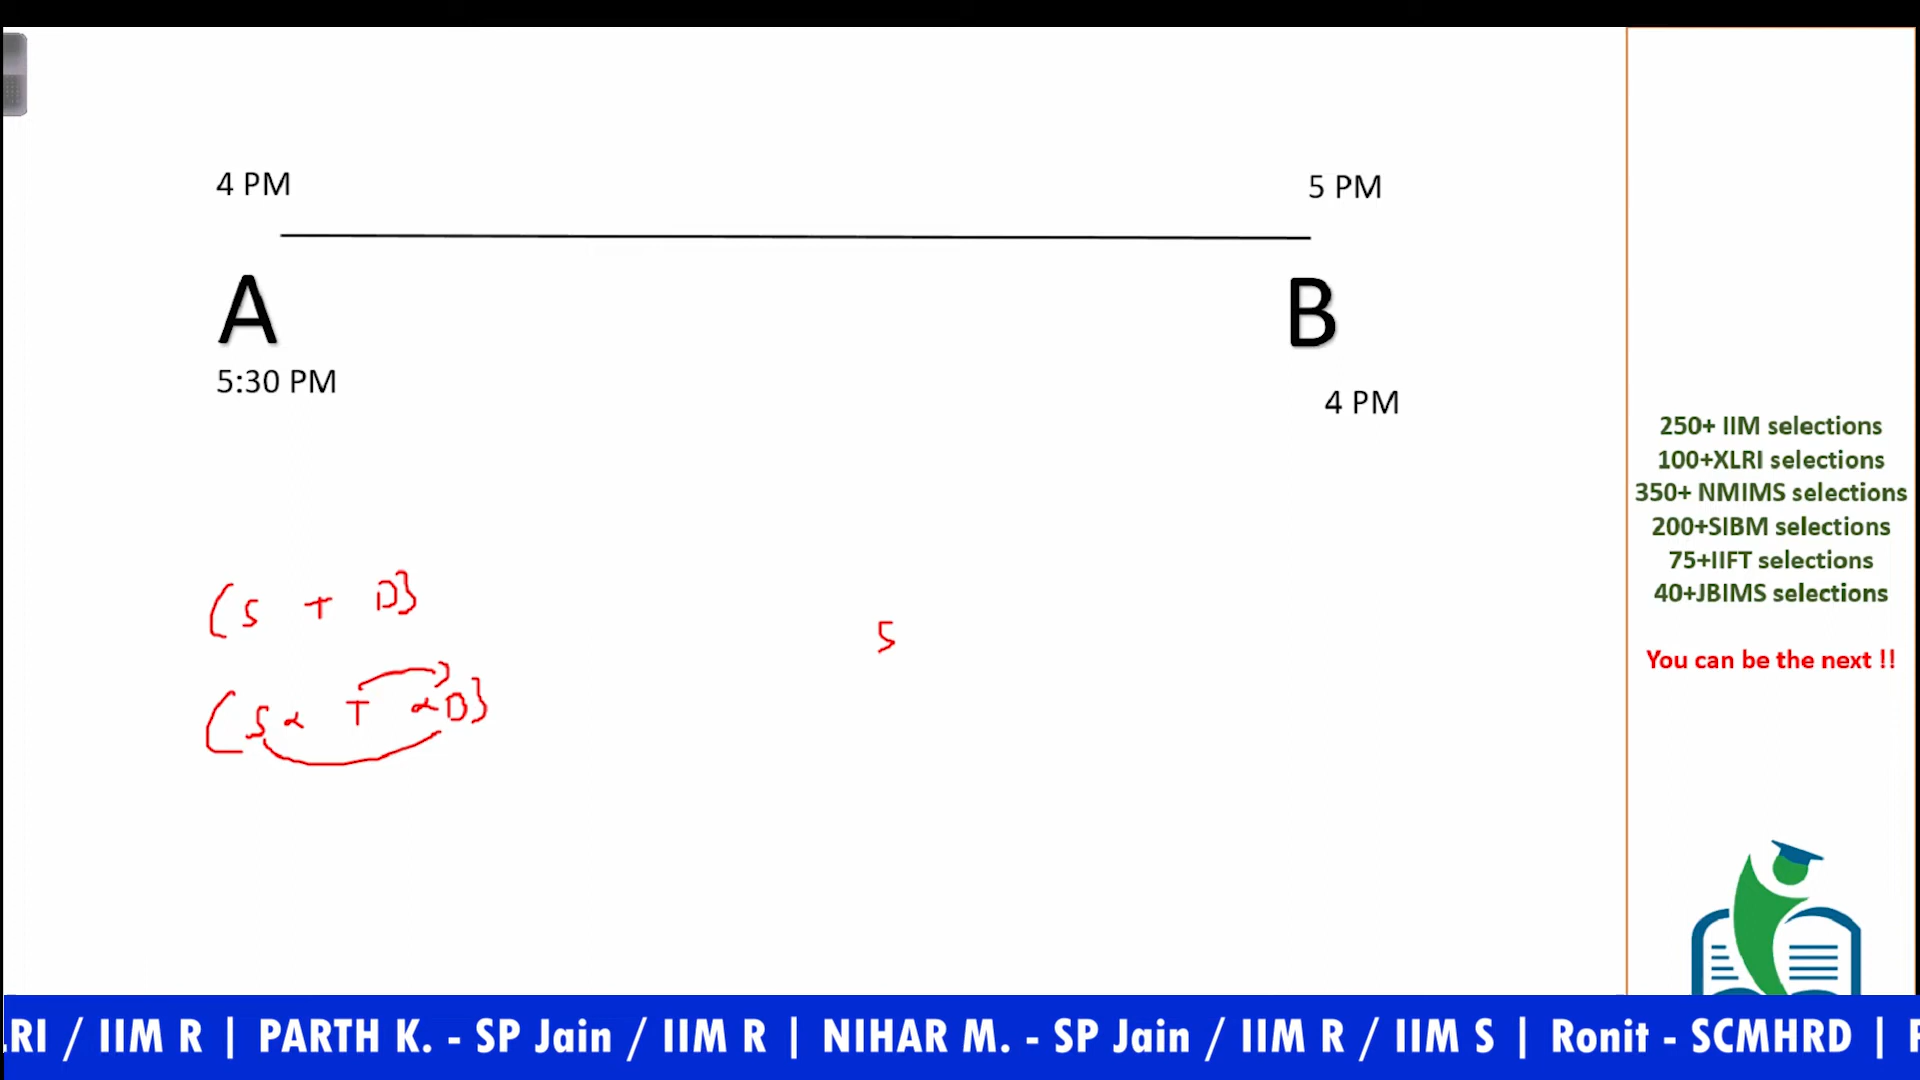 4 PM
5 PM
A
B
5:30 PM
4 PM
(S T D}
S
(S α T α D}
250+ IIM selections
100+XLRI selections
350+ NMIMS selections
200+SIBM selections
75+IIFT selections
40+JBIMS selections
You can be the next !!
.RI / IIM R | PARTH K. - SP Jain / IIM R | NIHAR M. - SP Jain / IIM R / IIM S | Ronit - SCMHRD |